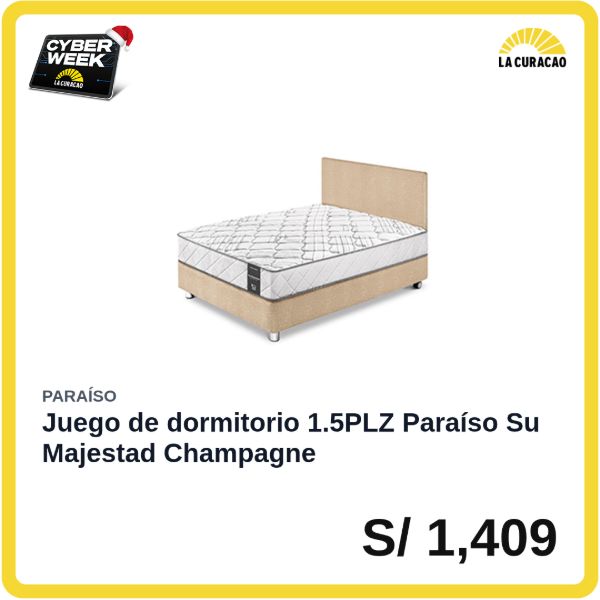 CYBER
WEEK
LA CURACAO
LA CURACAO
PARAÍSO
Juego de dormitorio 1.5PLZ Paraíso Su
Majestad Champagne
S/ 1,409